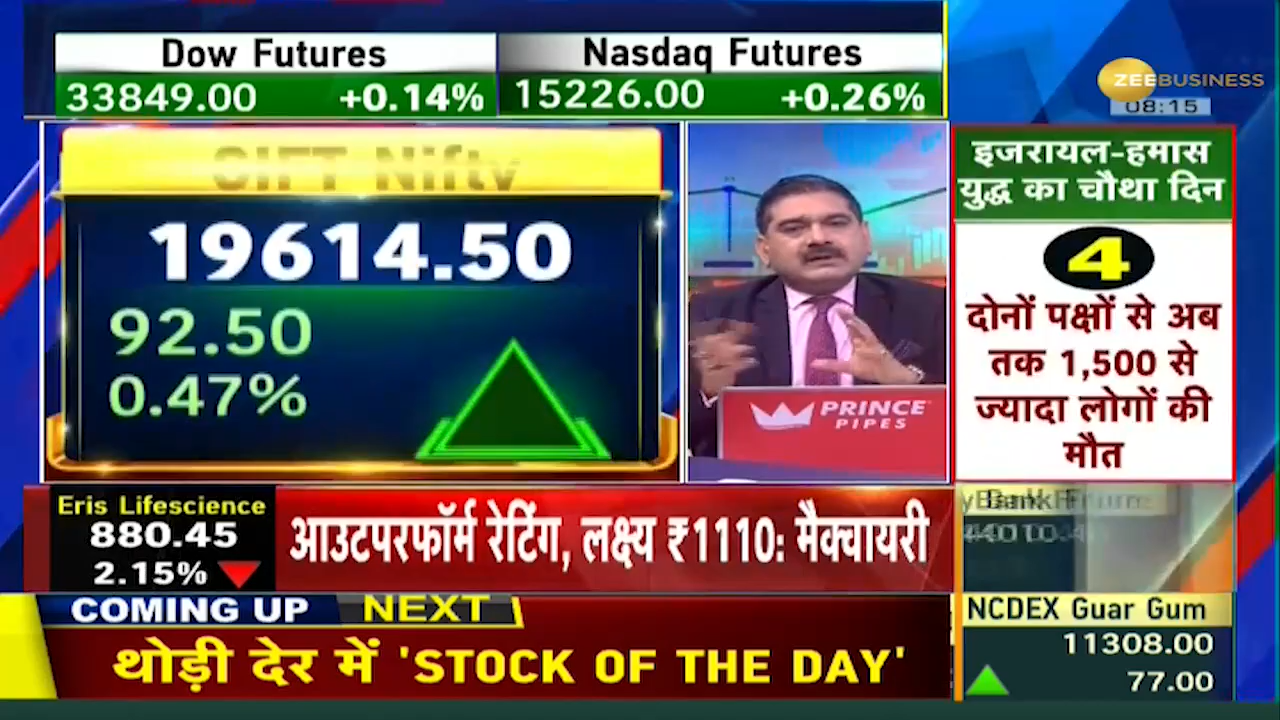 Dow Futures
33849.00 +0.14%
Nasdaq Futures
15226.00 +0.26%
ZEEBUSINESS
08:15
GIFT Nifty
19614.50
92.50
0.47%
PRINCE
PIPES
इजरायल-हमास
युद्ध का चौथा दिन
4
दोनों पक्षों से अब
तक 1,500 से
ज्यादा लोगों की
मौत
Eris Lifescience
880.45
2.15%
आउटपरफॉर्म रेटिंग, लक्ष्य ₹1110: मैक्वायरी
COMING UP NEXT
थोड़ी देर में 'STOCK OF THE DAY'
NCDEX Guar Gum
11308.00
77.00